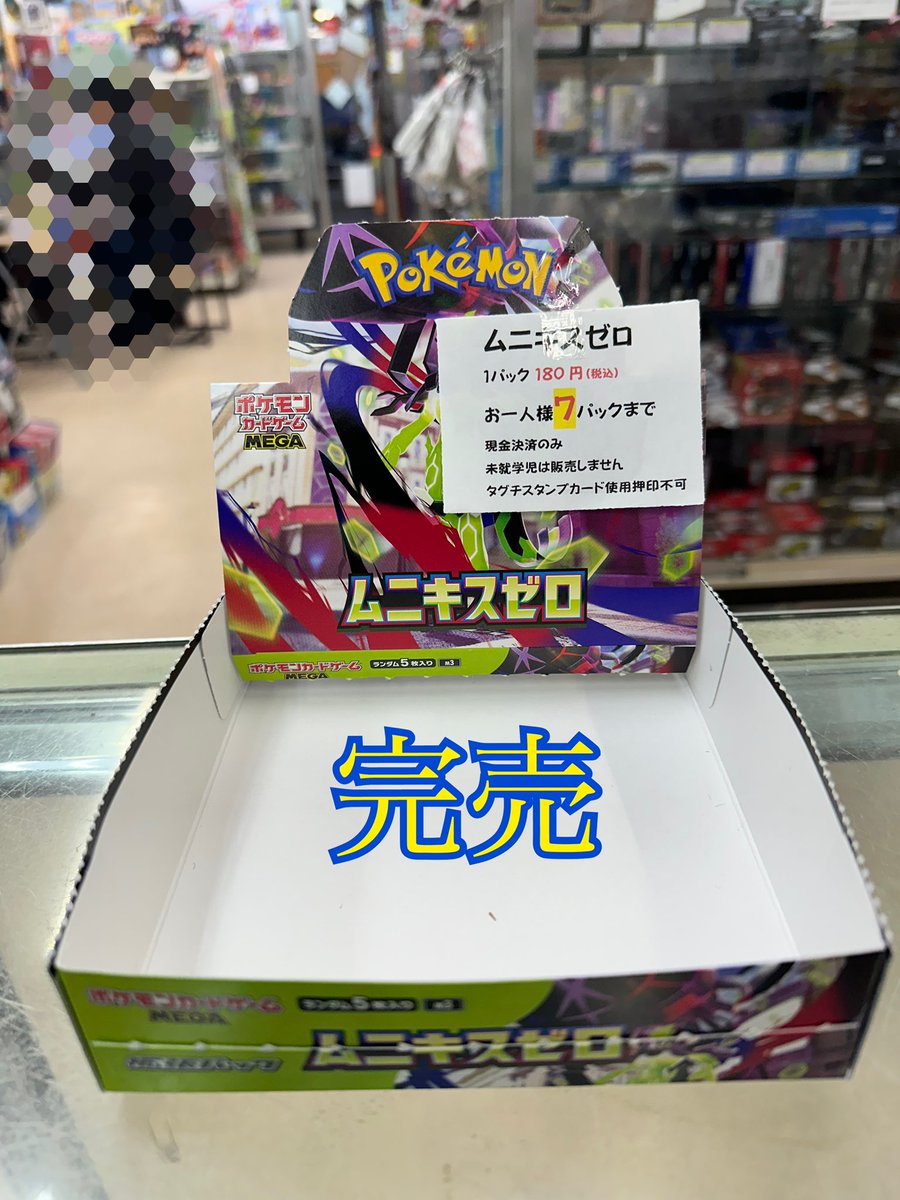 POKéMON
ムニキスゼロ
1パック 180円(税込)
お一人様7パックまで
現金決済のみ
未就学児は販売しません
タグチスタンプカード使用押印不可
ポケモン
カードゲーム
MEGA
ムニキスゼロ
ポケモンカードゲーム
MEGA
ランダム5枚入り
M3
完売
ポケモンカードゲーム
MEGA
ランダム5枚入り
M3
ムニキスゼロ